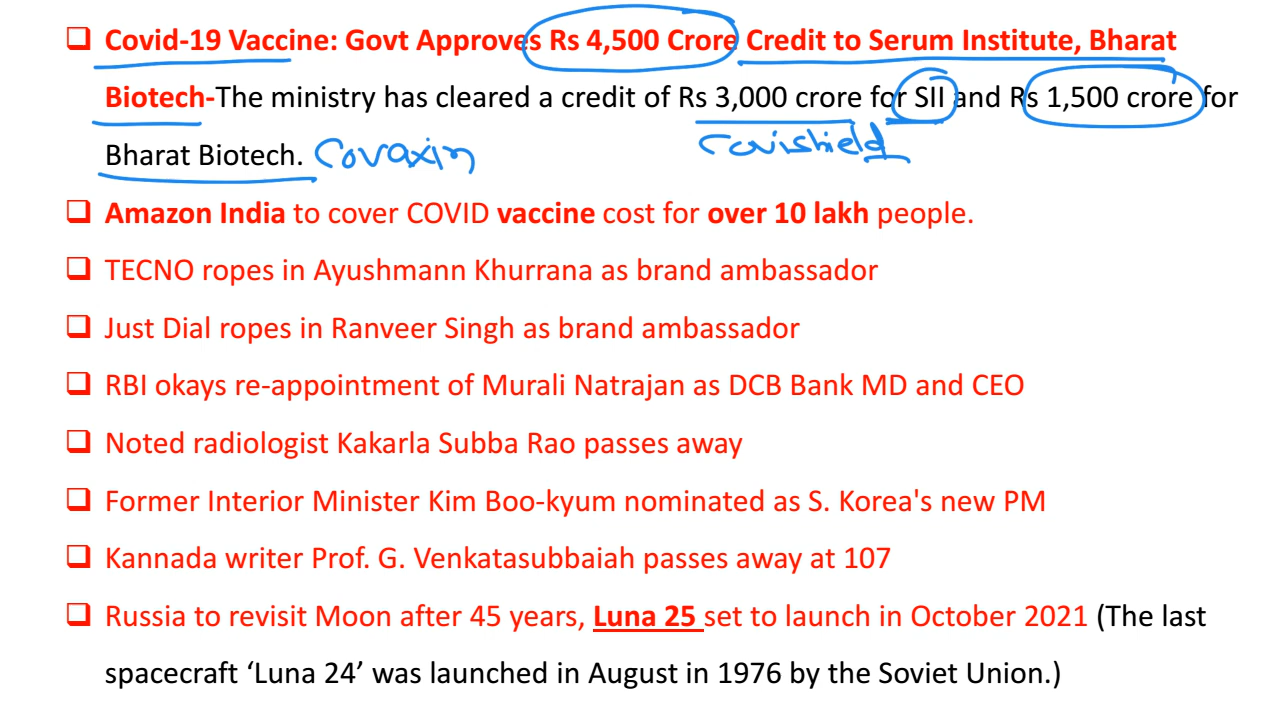 ❑ Covid-19 Vaccine: Govt Approves Rs 4,500 Crore Credit to Serum Institute, Bharat
Biotech-The ministry has cleared a credit of Rs 3,000 crore for SII and Rs 1,500 crore for
Covishield
Bharat Biotech. Covaxin
❑ Amazon India to cover COVID vaccine cost for over 10 lakh people.
❑ TECNO ropes in Ayushmann Khurrana as brand ambassador
❑ Just Dial ropes in Ranveer Singh as brand ambassador
❑ RBI okays re-appointment of Murali Natrajan as DCB Bank MD and CEO
❑ Noted radiologist Kakarla Subba Rao passes away
❑ Former Interior Minister Kim Boo-kyum nominated as S. Korea's new PM
❑ Kannada writer Prof. G. Venkatasubbaiah passes away at 107
❑ Russia to revisit Moon after 45 years, Luna 25 set to launch in October 2021 (The last
spacecraft ‘Luna 24’ was launched in August in 1976 by the Soviet Union.)